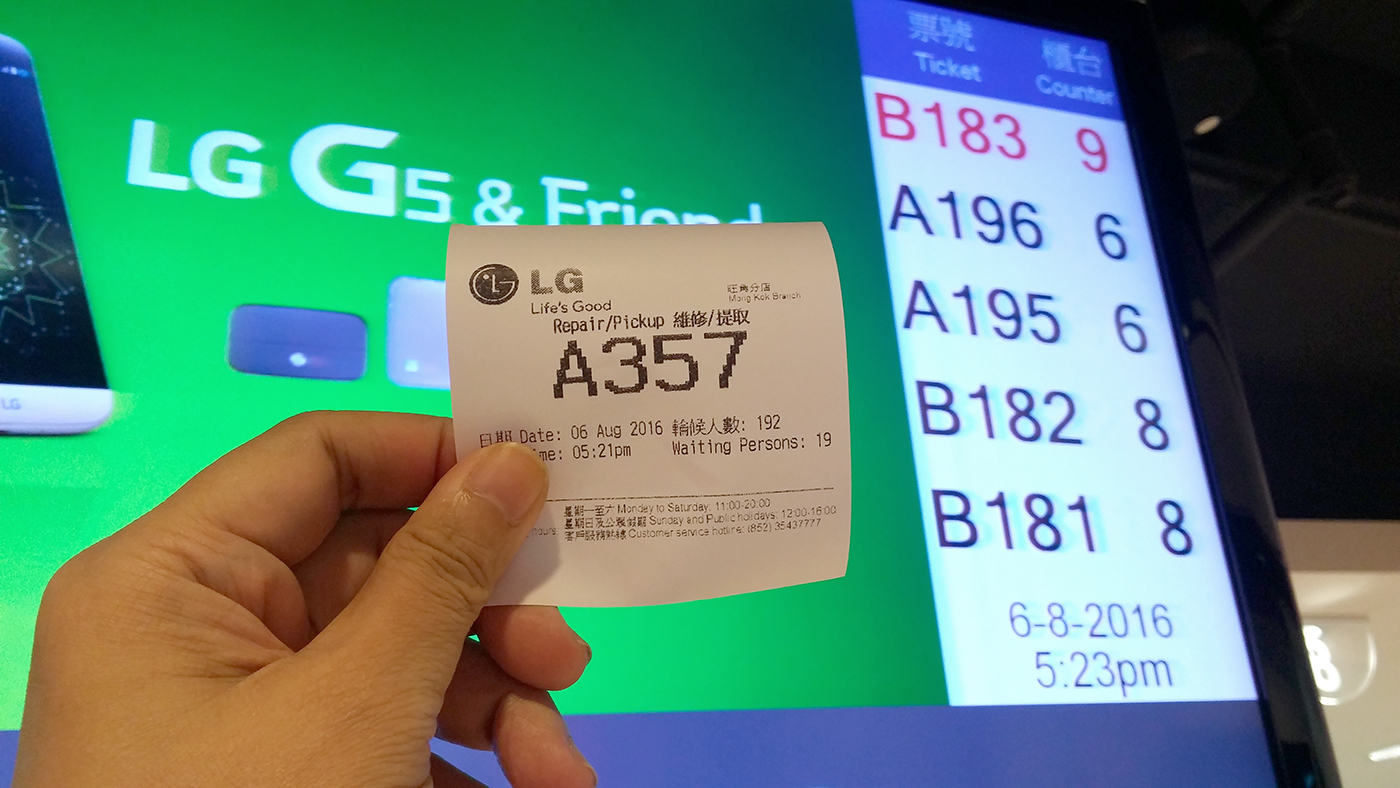 LG G5 & Friend
LG
票號 櫃台
Ticket Counter
B183 9
A196 6
A195 6
B182 8
B181 8
6-8-2016
5:23pm
LG
Life's Good
旺角分店
Mong Kok Branch
Repair/Pickup 維修/提取
A357
日期 Date: 06 Aug 2016 輪候人數: 192
me: 05:21pm Waiting Persons: 19
星期一至六 Monday to Saturday: 11:00-20:00
星期日及公眾假期 Sunday and Public holidays: 12:00-16:00
hours: 客戶服務熱線 Customer service hotline: (852) 35437777
8